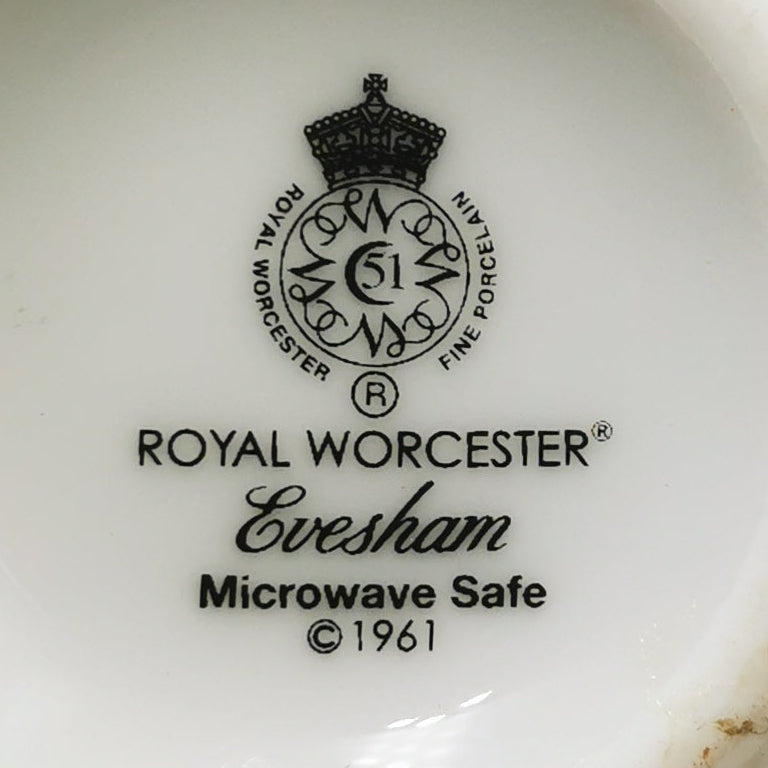 ROYAL WORCESTER
FINE PORCELAIN
51
®
ROYAL WORCESTER®
Evesham
Microwave Safe
©1961